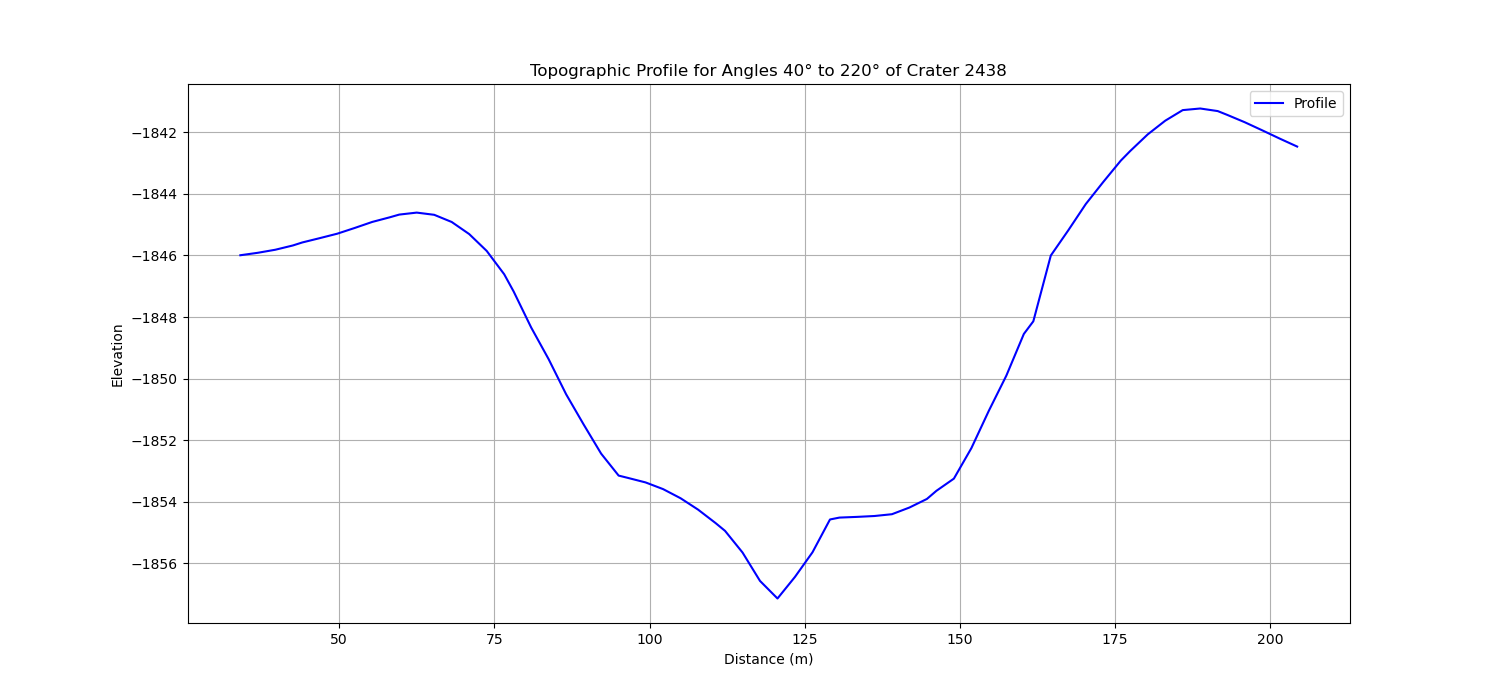 Topographic Profile for Angles 40° to 220° of Crater 2438
Profile
−1842
−1844
−1846
−1848
−1850
−1852
−1854
−1856
Elevation
50 75 100 125 150 175 200
Distance (m)